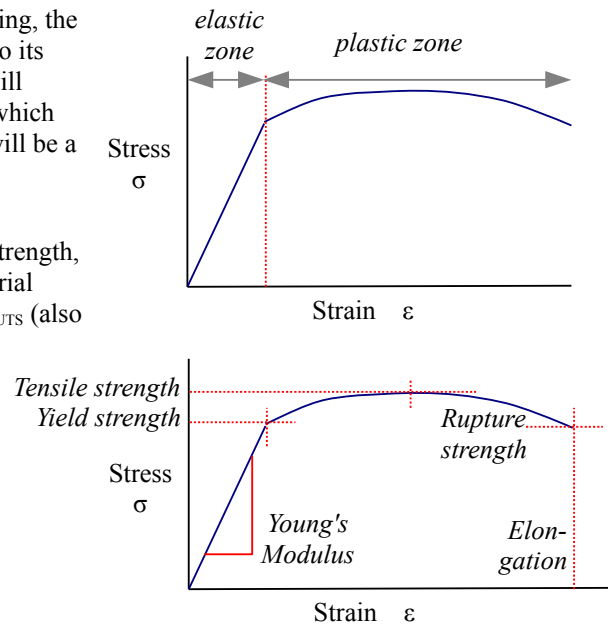 ing, the
o its
ill
which
will be a
trength,
rial
UTS (also
elastic
zone
plastic zone
Stress
σ
Strain ε
Tensile strength
Yield strength
Rupture
strength
Stress
σ
Young's
Modulus
Elon-
gation
Strain ε